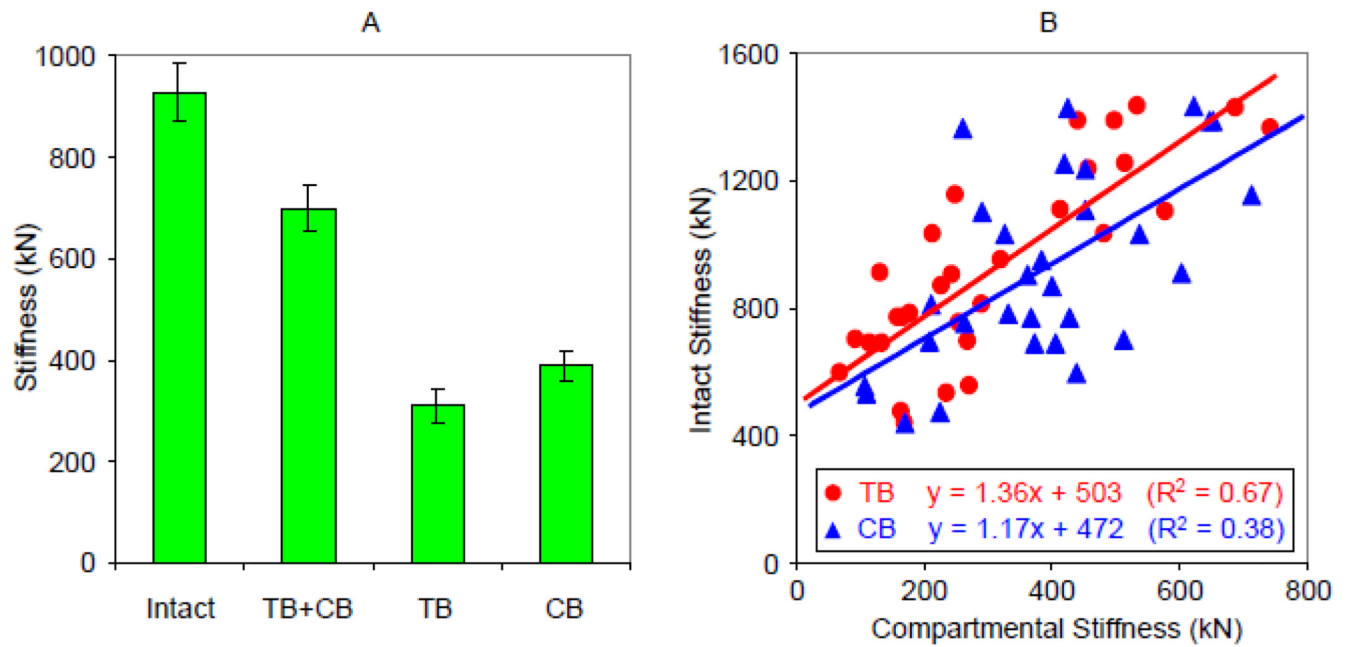 A
1000
800
600
400
200
0
Stiffness (kN)
Intact TB+CB TB CB
B
1600
1200
800
400
0
Intact Stiffness (kN)
TB y = 1.36x + 503 (R² = 0.67)
CB y = 1.17x + 472 (R² = 0.38)
0 200 400 600 800
Compartmental Stiffness (kN)